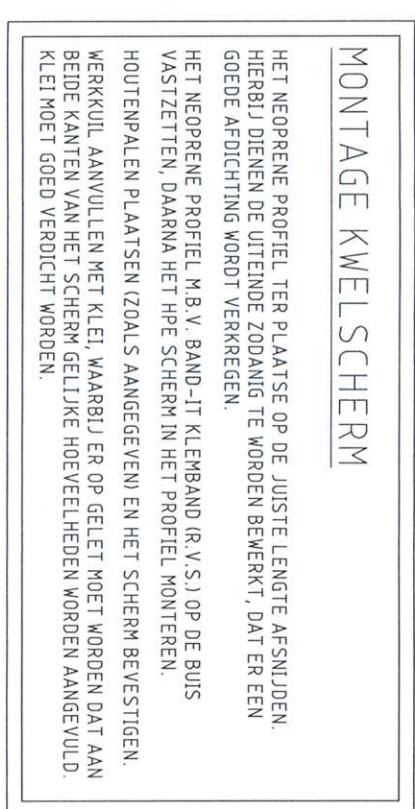 MONTAGE KWELSCHERM
HET NEOPRENE PROFIEL TER PLAATSE OP DE JUISTE LENGTE AFSNIJDEN.
HIERBIJ DIENEN DE UITEINDE ZODANIG TE WORDEN BEWERKT, DAT ER EEN
GOEDE AFDICHTING WORDT VERKREGEN.
HET NEOPRENE PROFIEL M.B.V. BAND-IT KLEMBAND (R.V.S.) OP DE BUIS
VASTZETTEN, DAARNA HET HPE SCHERM IN HET PROFIEL MONTEREN.
HOUTENPALEN PLAATSEN (ZOALS AANGEGEVEN) EN HET SCHERM BEVESTIGEN.
WERKKUIL AANVULLEN MET KLEI, WAARBIJ ER OP GELET MOET WORDEN DAT AAN
BEIDE KANTEN VAN HET SCHERM GELIJKE HOEVEELHEDEN WORDEN AANGEVULD.
KLEI MOET GOED VERDICHT WORDEN.